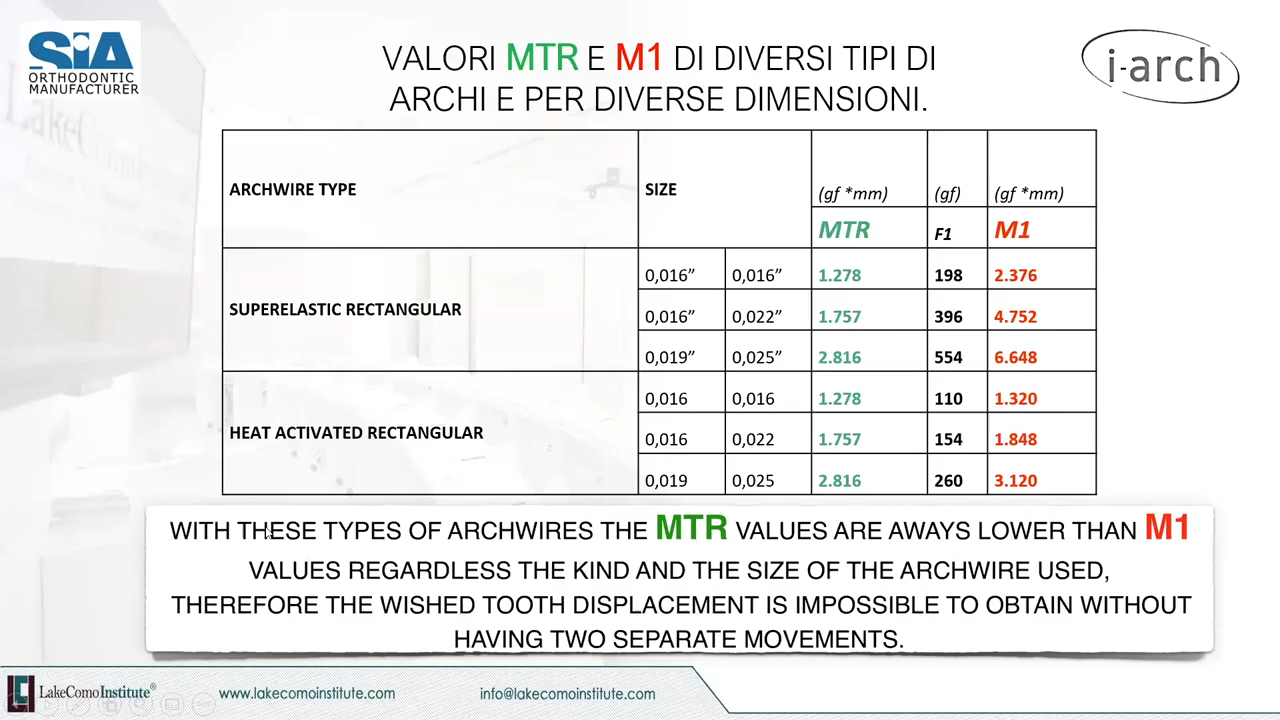 SIA
ORTHODONTIC
MANUFACTURER
VALORI MTR E M1 DI DIVERSI TIPI DI
ARCHI E PER DIVERSE DIMENSIONI.
i-arch
ARCHWIRE TYPE SIZE (gf *mm) (gf) (gf *mm)
MTR F1 M1
SUPERELASTIC RECTANGULAR
0,016” 0,016” 1.278 198 2.376
0,016” 0,022” 1.757 396 4.752
0,019” 0,025” 2.816 554 6.648
HEAT ACTIVATED RECTANGULAR
0,016 0,016 1.278 110 1.320
0,016 0,022 1.757 154 1.848
0,019 0,025 2.816 260 3.120
WITH THESE TYPES OF ARCHWIRES THE MTR VALUES ARE AWAYS LOWER THAN M1
VALUES REGARDLESS THE KIND AND THE SIZE OF THE ARCHWIRE USED,
THEREFORE THE WISHED TOOTH DISPLACEMENT IS IMPOSSIBLE TO OBTAIN WITHOUT
HAVING TWO SEPARATE MOVEMENTS.
LakeComoInstitute® www.lakecomoinstitute.com info@lakecomoinstitute.com